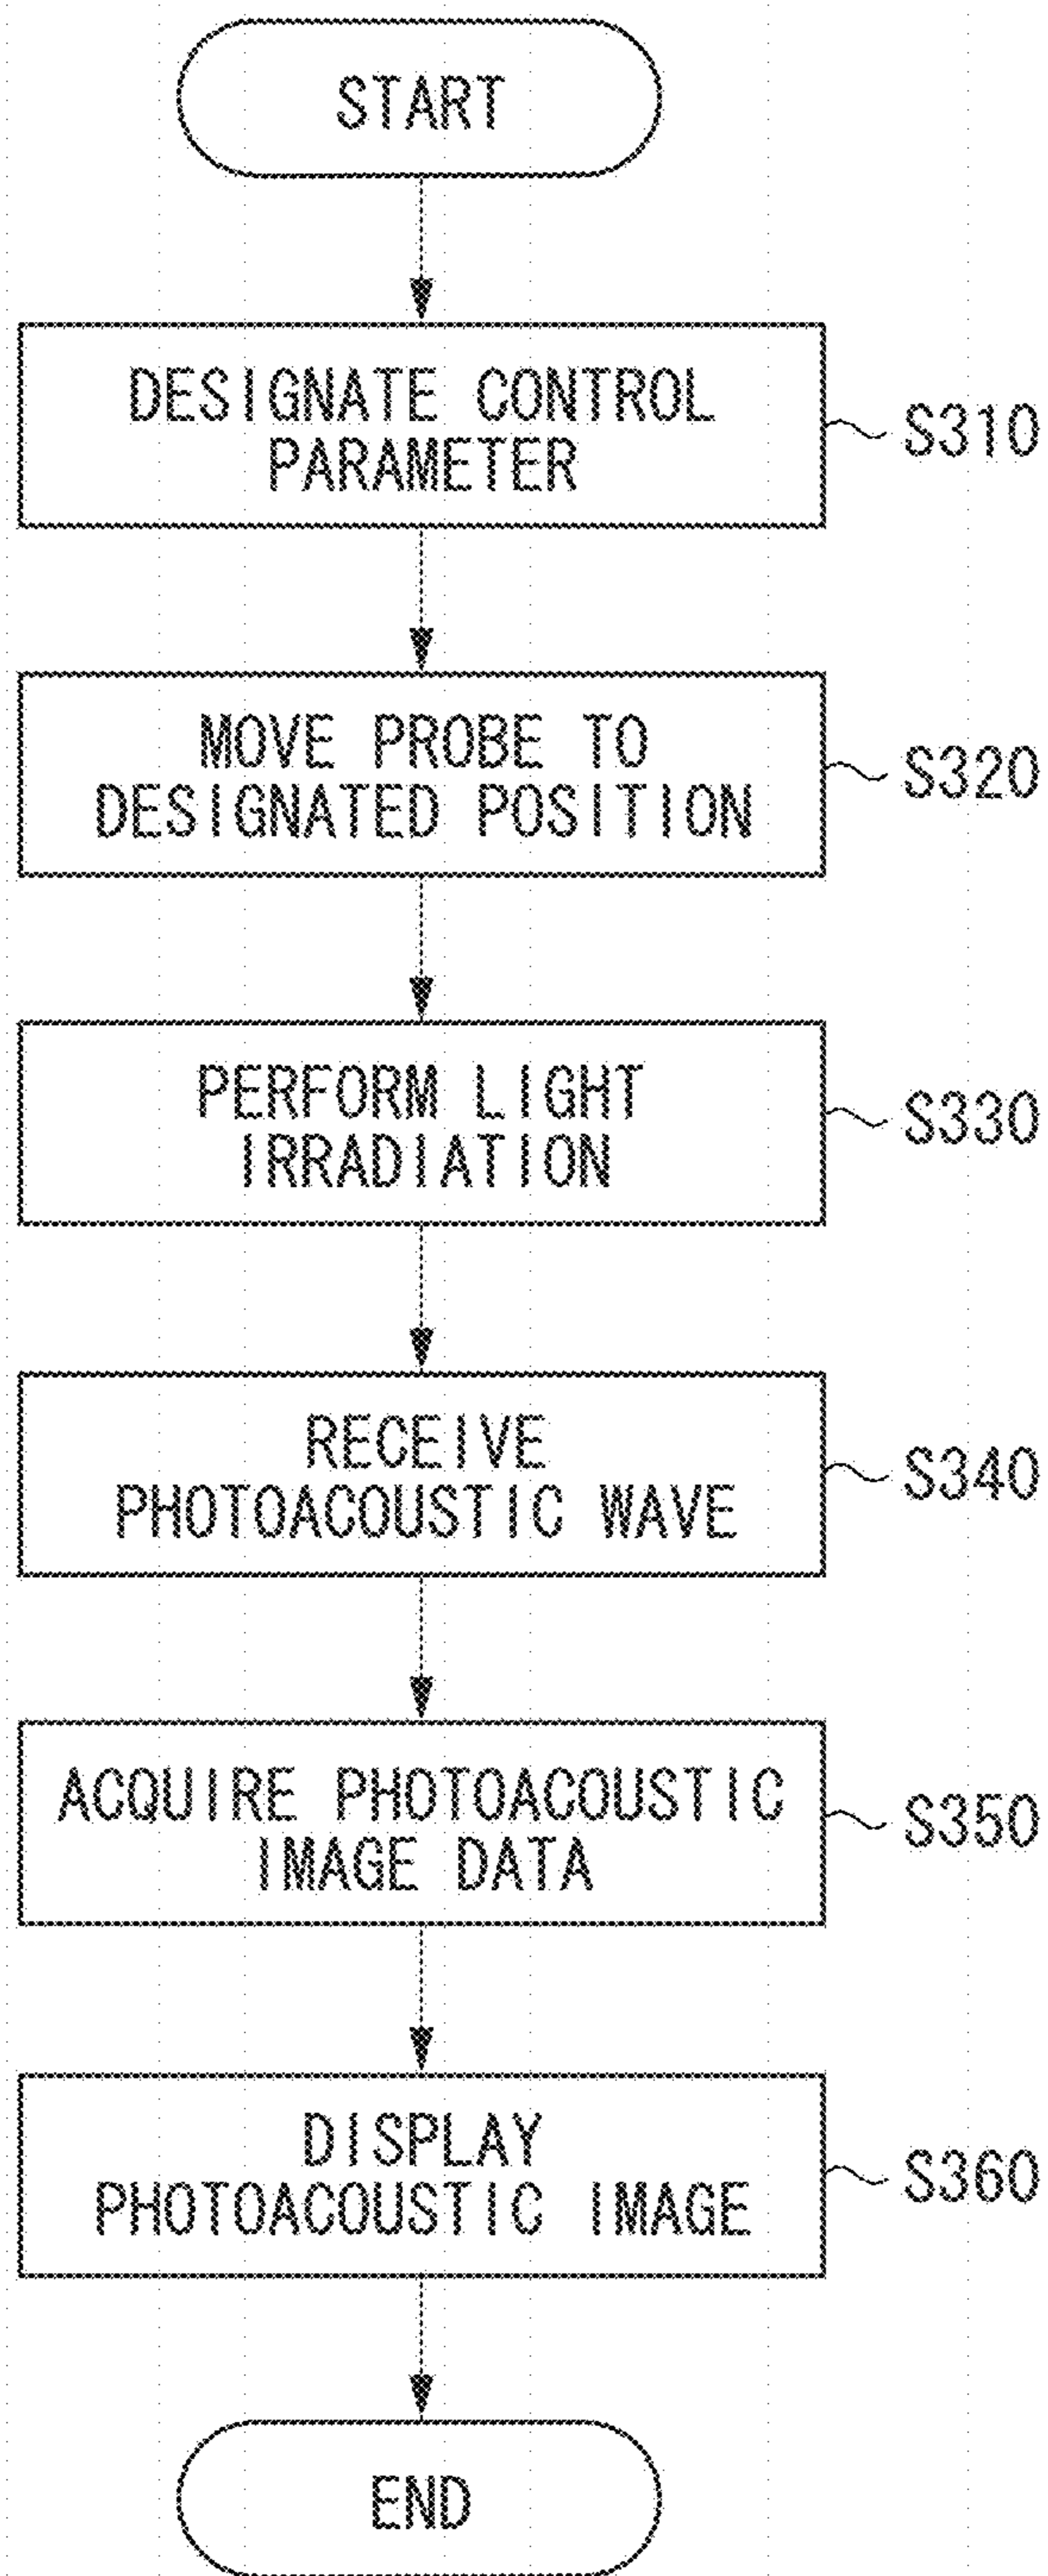 START
DESIGNATE CONTROL
PARAMETER
S310
MOVE PROBE TO
DESIGNATED POSITION
S320
PERFORM LIGHT
IRRADIATION
S330
RECEIVE
PHOTOACOUSTIC WAVE
S340
ACQUIRE PHOTOACOUSTIC
IMAGE DATA
S350
DISPLAY
PHOTOACOUSTIC IMAGE
S360
END